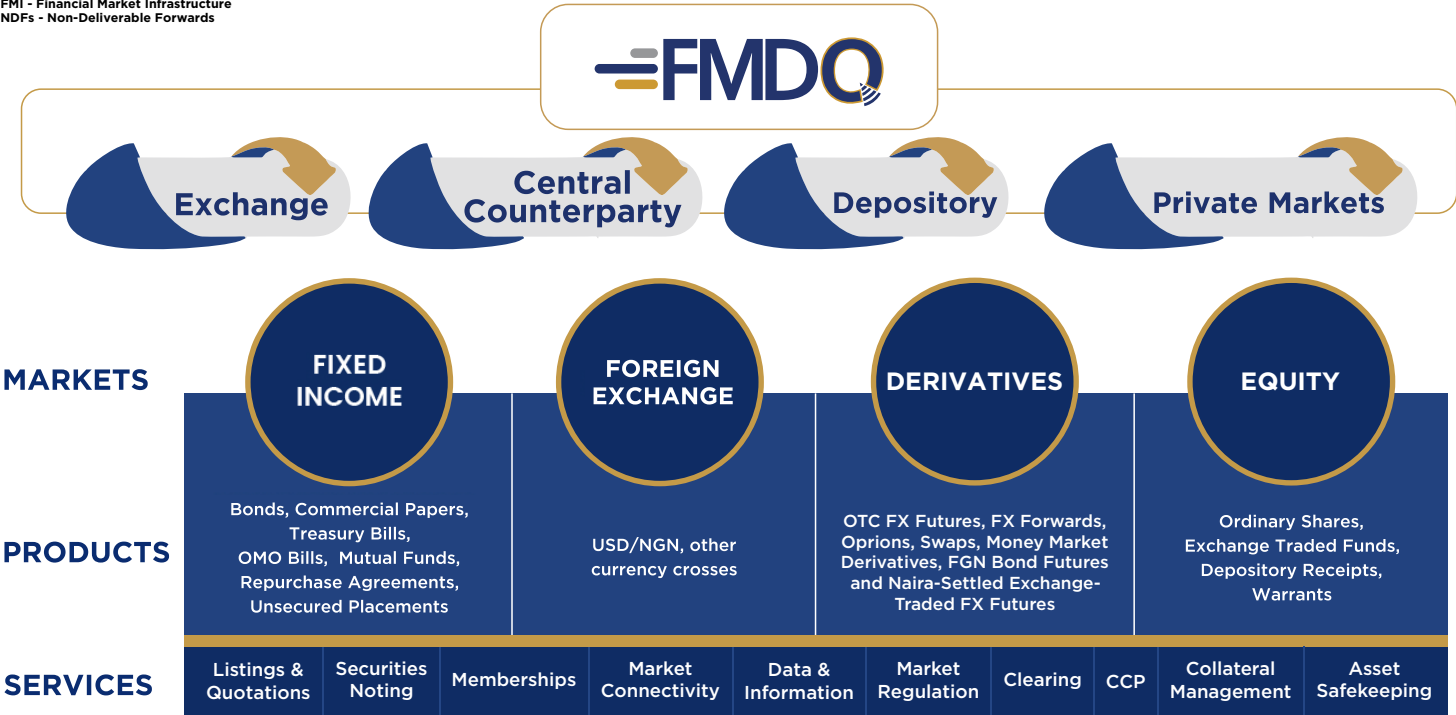 FMI - Financial Market Infrastructure
NDFs - Non-Deliverable Forwards
FMDQ
Exchange
Central
Counterparty
Depository
Private Markets
MARKETS
FIXED
INCOME
FOREIGN
EXCHANGE
DERIVATIVES
EQUITY
PRODUCTS
Bonds, Commercial Papers,
Treasury Bills,
OMO Bills, Mutual Funds,
Repurchase Agreements,
Unsecured Placements
USD/NGN, other
currency crosses
OTC FX Futures, FX Forwards,
Oprions, Swaps, Money Market
Derivatives, FGN Bond Futures
and Naira-Settled Exchange-
Traded FX Futures
Ordinary Shares,
Exchange Traded Funds,
Depository Receipts,
Warrants
SERVICES
Listings &
Quotations
Securities
Noting
Memberships
Market
Connectivity
Data &
Information
Market
Regulation
Clearing
CCP
Collateral
Management
Asset
Safekeeping